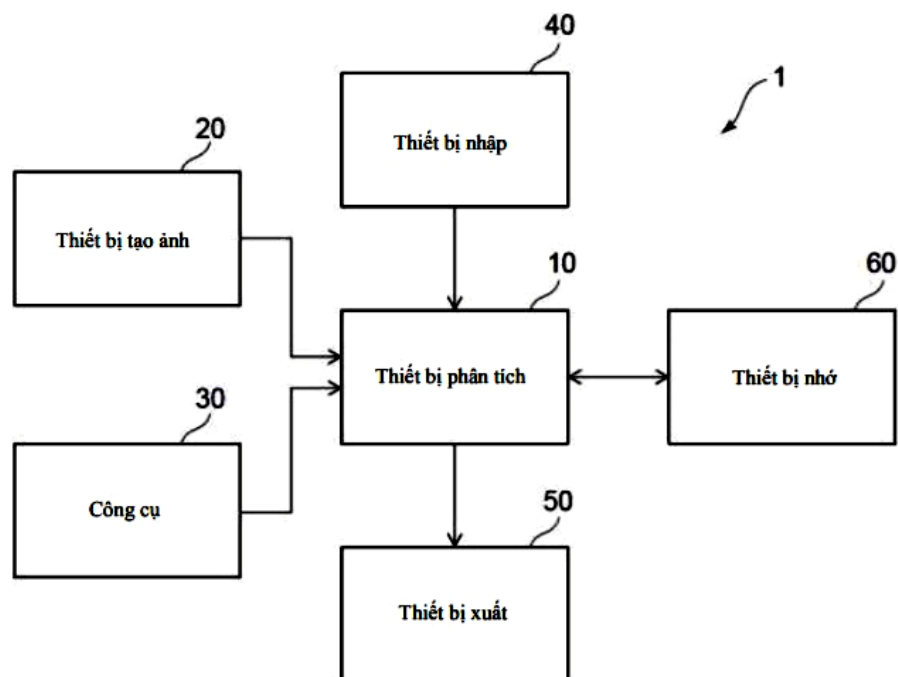 40
1
Thiết bị nhập
20
Thiết bị tạo ảnh
10
60
Thiết bị phân tích
Thiết bị nhớ
30
Công cụ
50
Thiết bị xuất